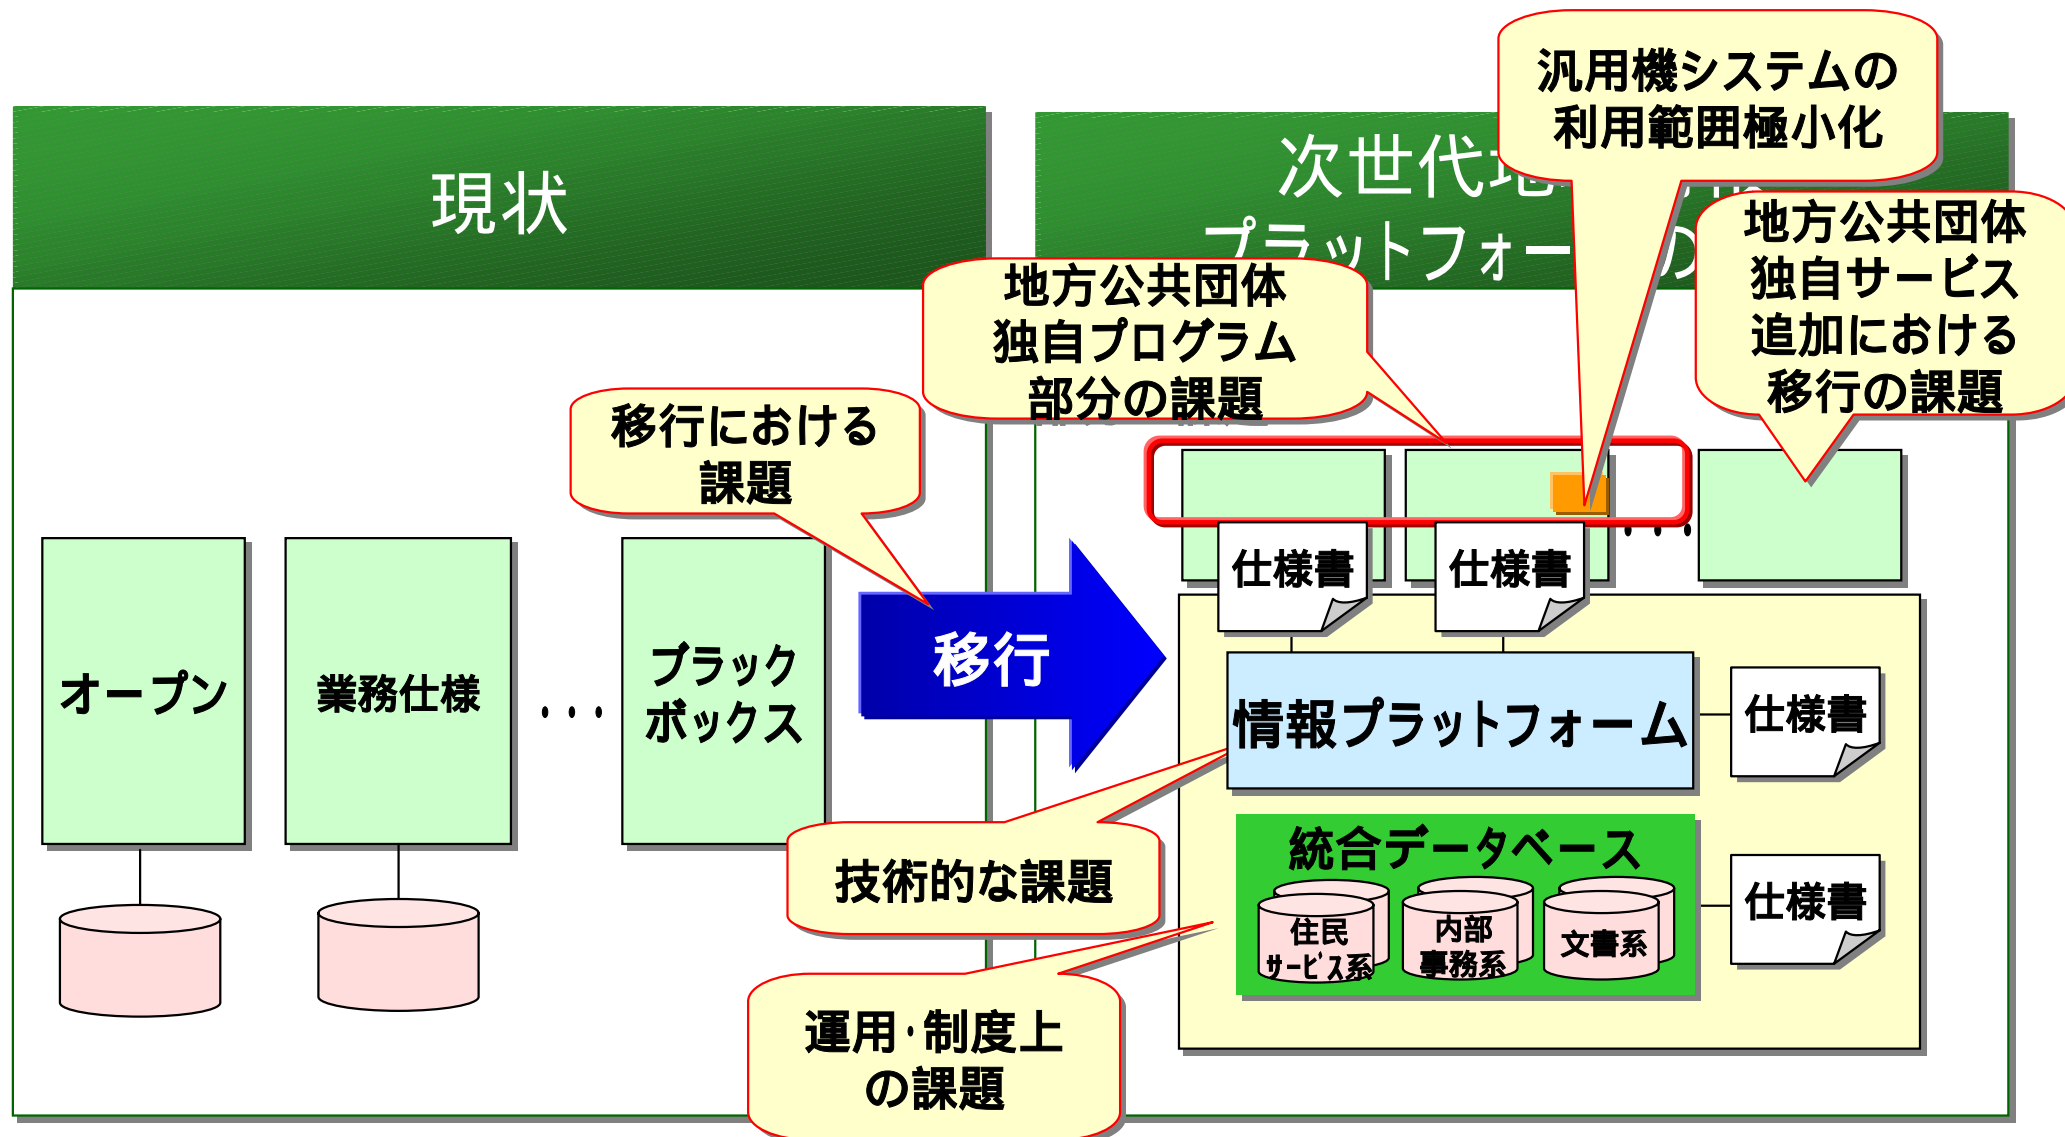 現状
次世代地
プラットフォー の
汎用機システムの
利用範囲極小化
地方公共団体
独自サービス
追加における
移行の課題
地方公共団体
独自プログラム
部分の課題
移行における
課題
オープン
業務仕様
・・・
ブラック
ボックス
移行
・・・
仕様書
仕様書
情報プラットフォーム
仕様書
統合データベース
住民
サービス系
内部
事務系
文書系
仕様書
技術的な課題
運用・制度上
の課題